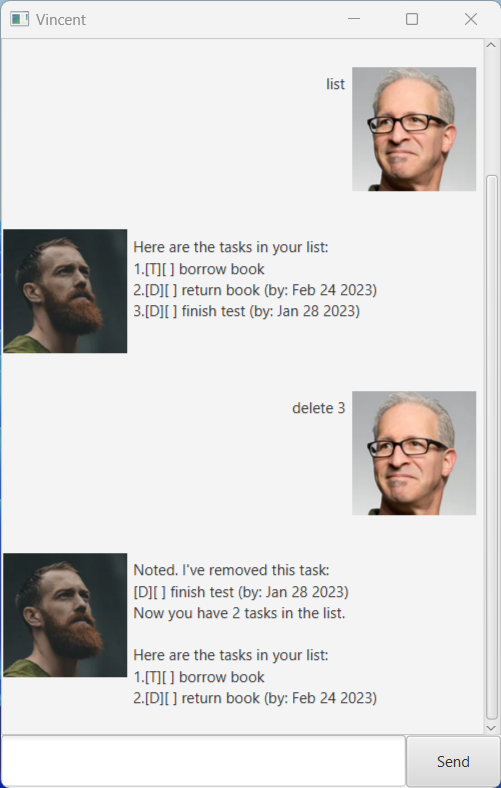 Vincent
list
Here are the tasks in your list:
1.[T][ ] borrow book
2.[D][ ] return book (by: Feb 24 2023)
3.[D][ ] finish test (by: Jan 28 2023)
delete 3
Noted. I've removed this task:
[D][ ] finish test (by: Jan 28 2023)
Now you have 2 tasks in the list.
Here are the tasks in your list:
1.[T][ ] borrow book
2.[D][ ] return book (by: Feb 24 2023)
Send